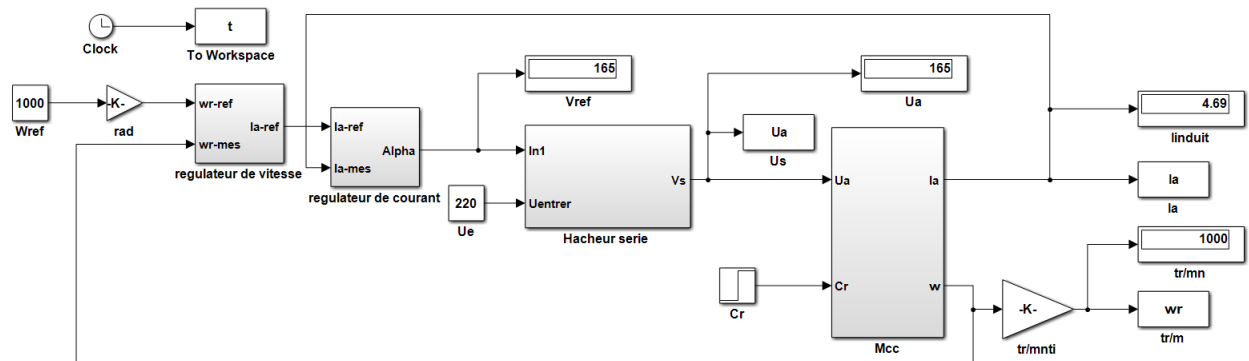 Clock
t
To Workspace
1000
Wref
-K-
rad
wr-ref
wr-mes
Ia-ref
regulateur de vitesse
Ia-ref
Ia-mes
Alpha
regulateur de courant
165
Vref
220
Ue
In1
Uentrer
Vs
Hacheur serie
165
Ua
Ua
Us
Cr
Ua
Cr
Ia
w
Mcc
4.69
Iinduit
Ia
Ia
-K-
tr/mnti
1000
tr/mn
wr
tr/m